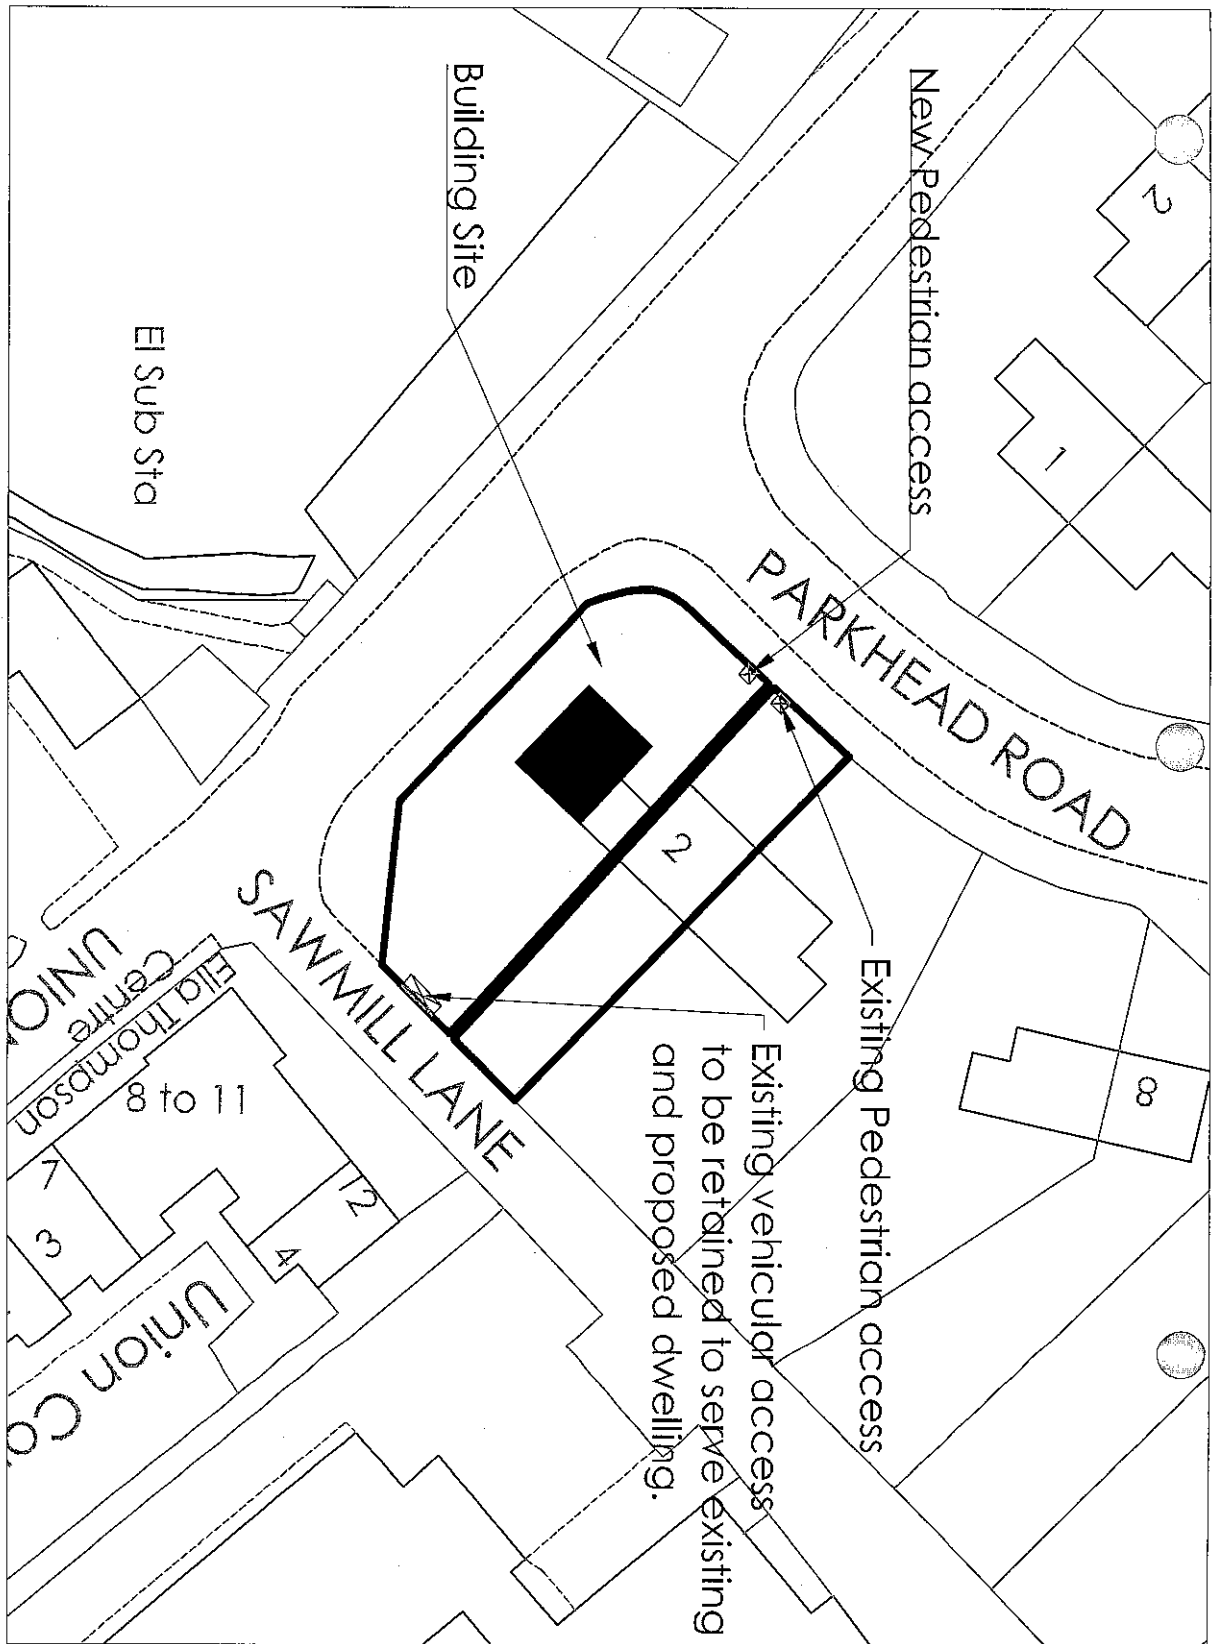 New Pedestrian access
Building Site
El Sub Sta
2
1
PARKHEAD ROAD
2
Existing Pedestrian access
8
Existing vehicular access
to be retained to serve existing
and proposed dwelling.
SAWMILL LANE
Ella Thompson
Centre
8 to 11
7
3
12
4